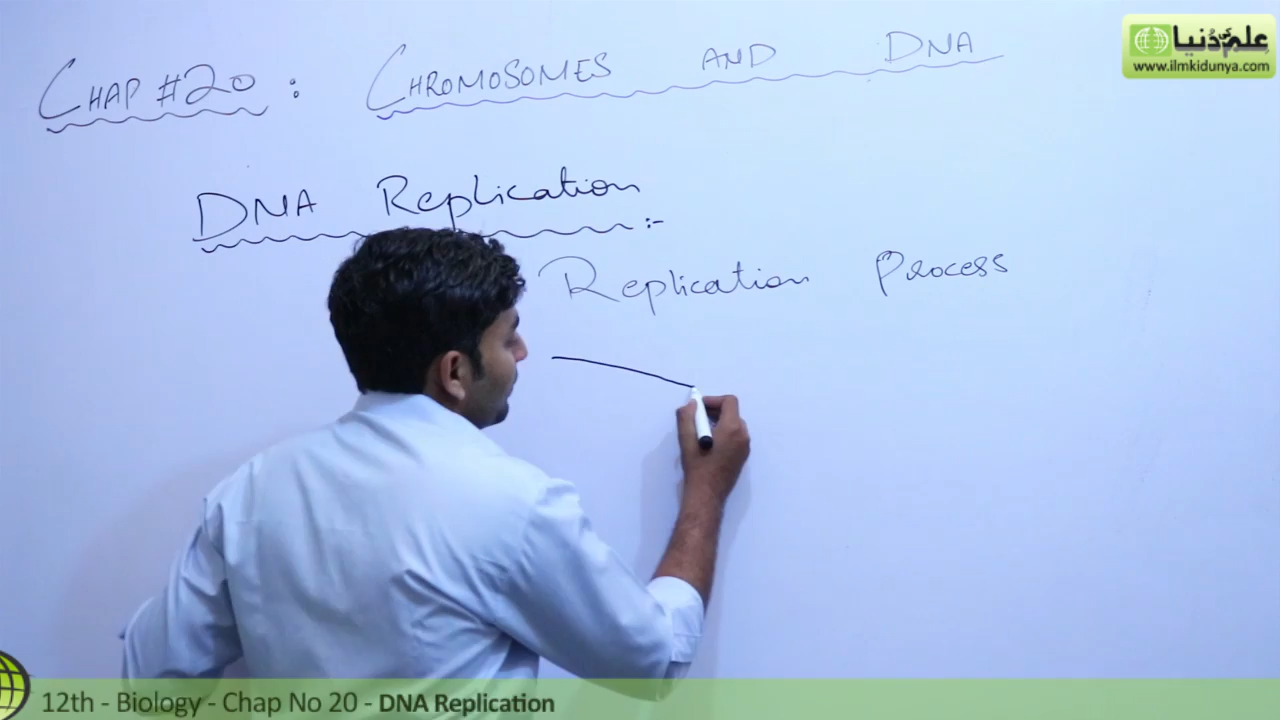 CHAP #20 : CHROMOSOMES AND DNA
علم کی دُنیا
www.ilmkidunya.com
DNA Replication :-
Replication Process
12th - Biology - Chap No 20 - DNA Replication